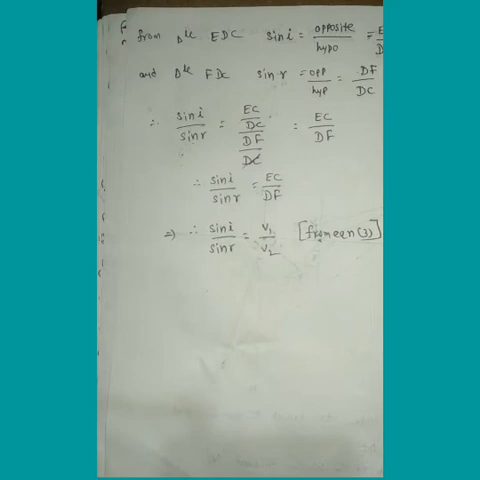 from Δle EDC sin i = opposite/hypo =
and Δle FDC sin r = opp/hyp = DF/DC
∴ sin i/sin r = EC/DC / DF/DC = EC/DF
∴ sin i/sin r = EC/DF
⇒ ∴ sin i/sin r = V1/V2 [from eqn (3)]